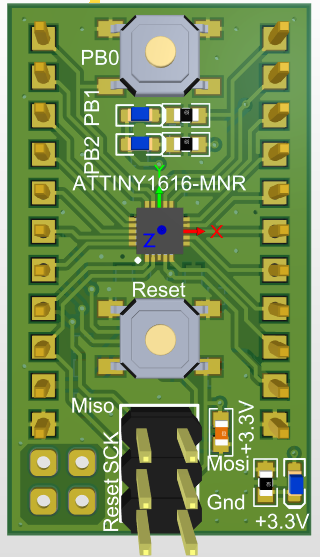 PB0
PB1
PB2
ATTINY1616-MNR
Y
X
Z
Reset
Miso
SCK
Reset
+3.3V
Mosi
Gnd
+3.3V